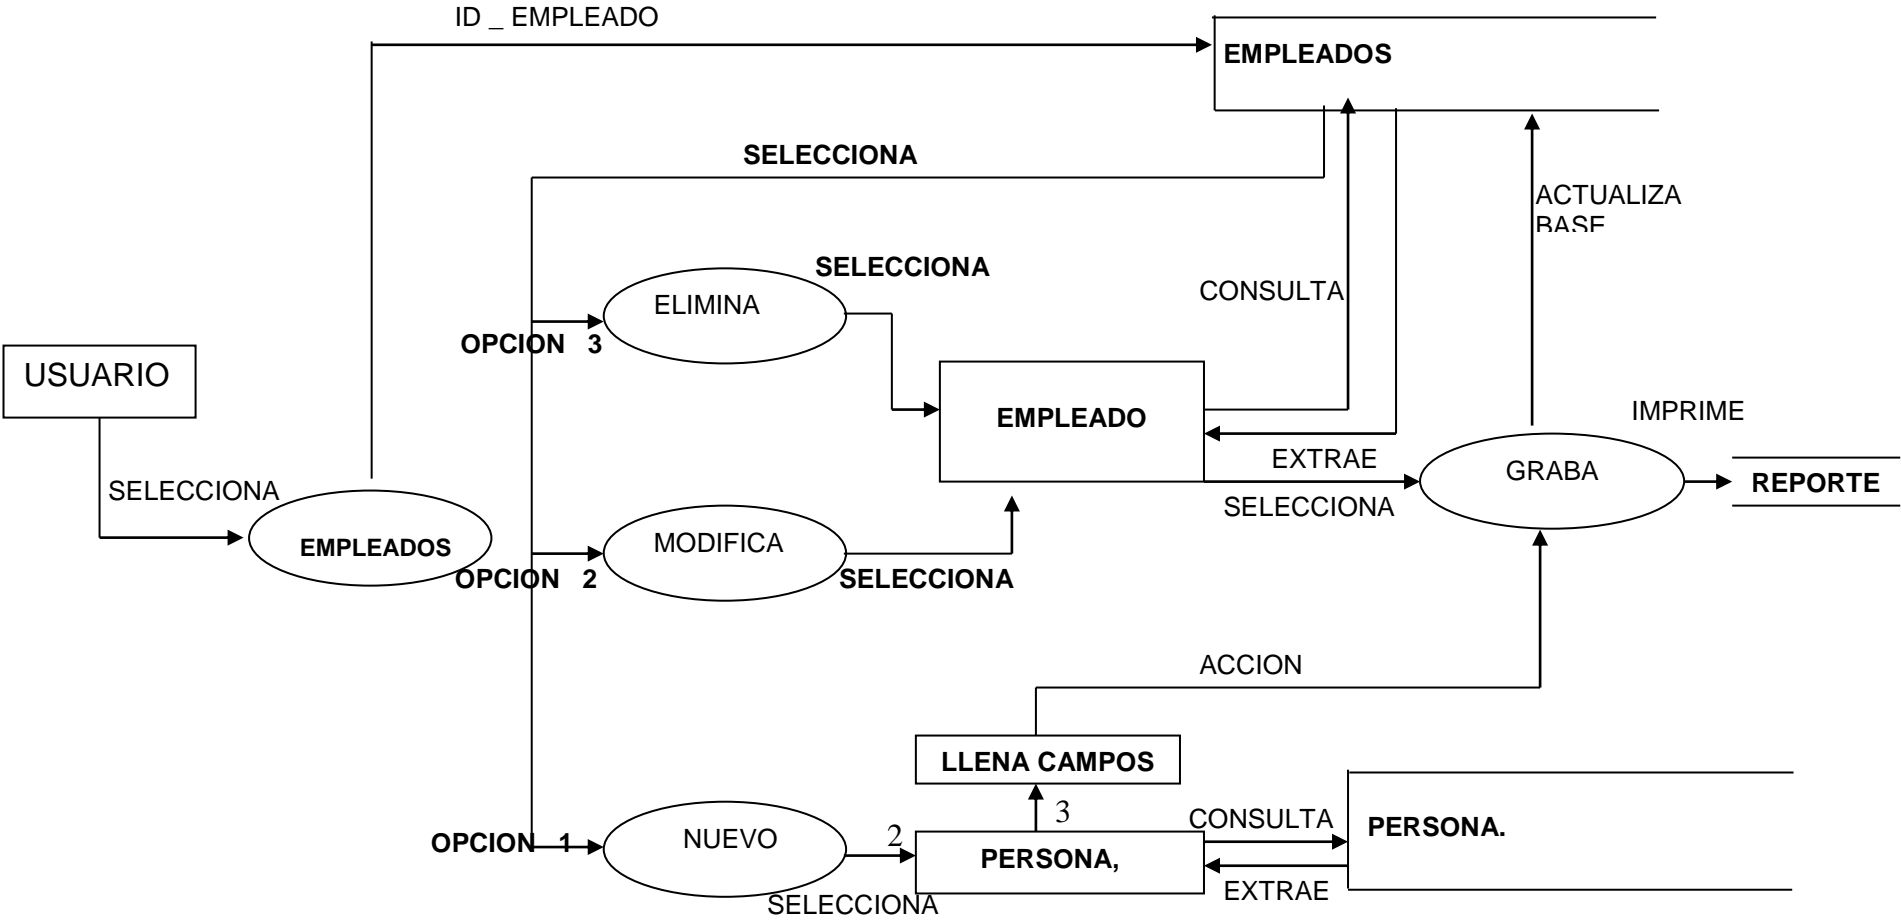 ID _ EMPLEADO
EMPLEADOS
SELECCIONA
ACTUALIZA
BASE
SELECCIONA
CONSULTA
ELIMINA
OPCION 3
USUARIO
IMPRIME
EMPLEADO
EXTRAE
GRABA
REPORTE
SELECCIONA
SELECCIONA
EMPLEADOS
MODIFICA
OPCION 2
SELECCIONA
ACCION
LLENA CAMPOS
3
CONSULTA
PERSONA.
2
NUEVO
OPCION 1
PERSONA,
EXTRAE
SELECCIONA